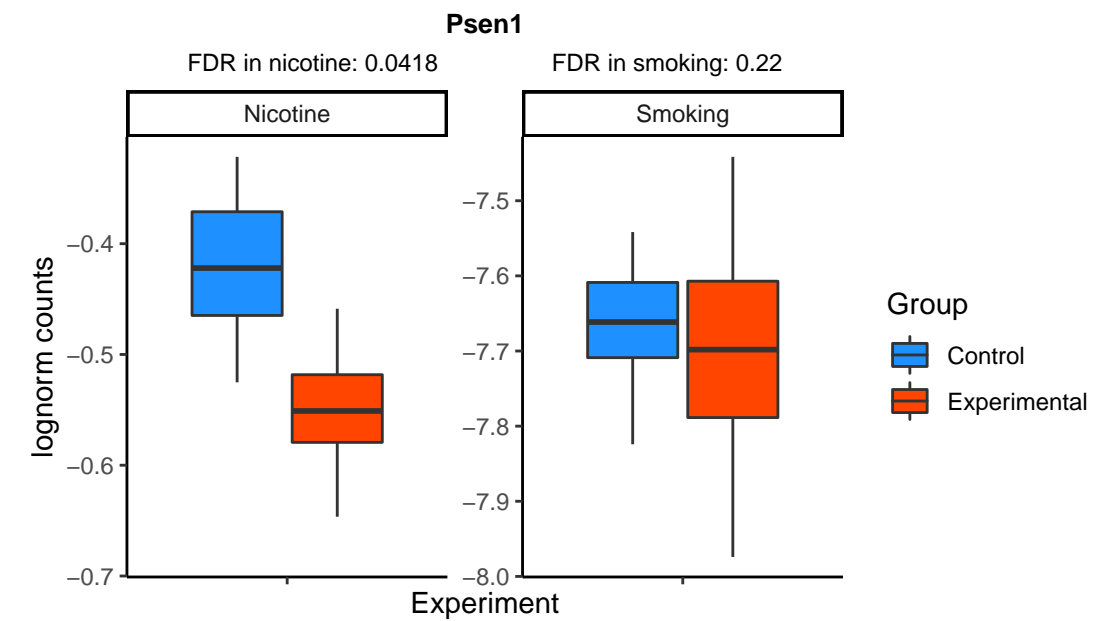 Psen1
FDR in nicotine: 0.0418
FDR in smoking: 0.22
Nicotine
Smoking
lognorm counts
−0.4
−0.5
−0.6
−0.7
−7.5
−7.6
−7.7
−7.8
−7.9
−8.0
Experiment
Group
Control
Experimental